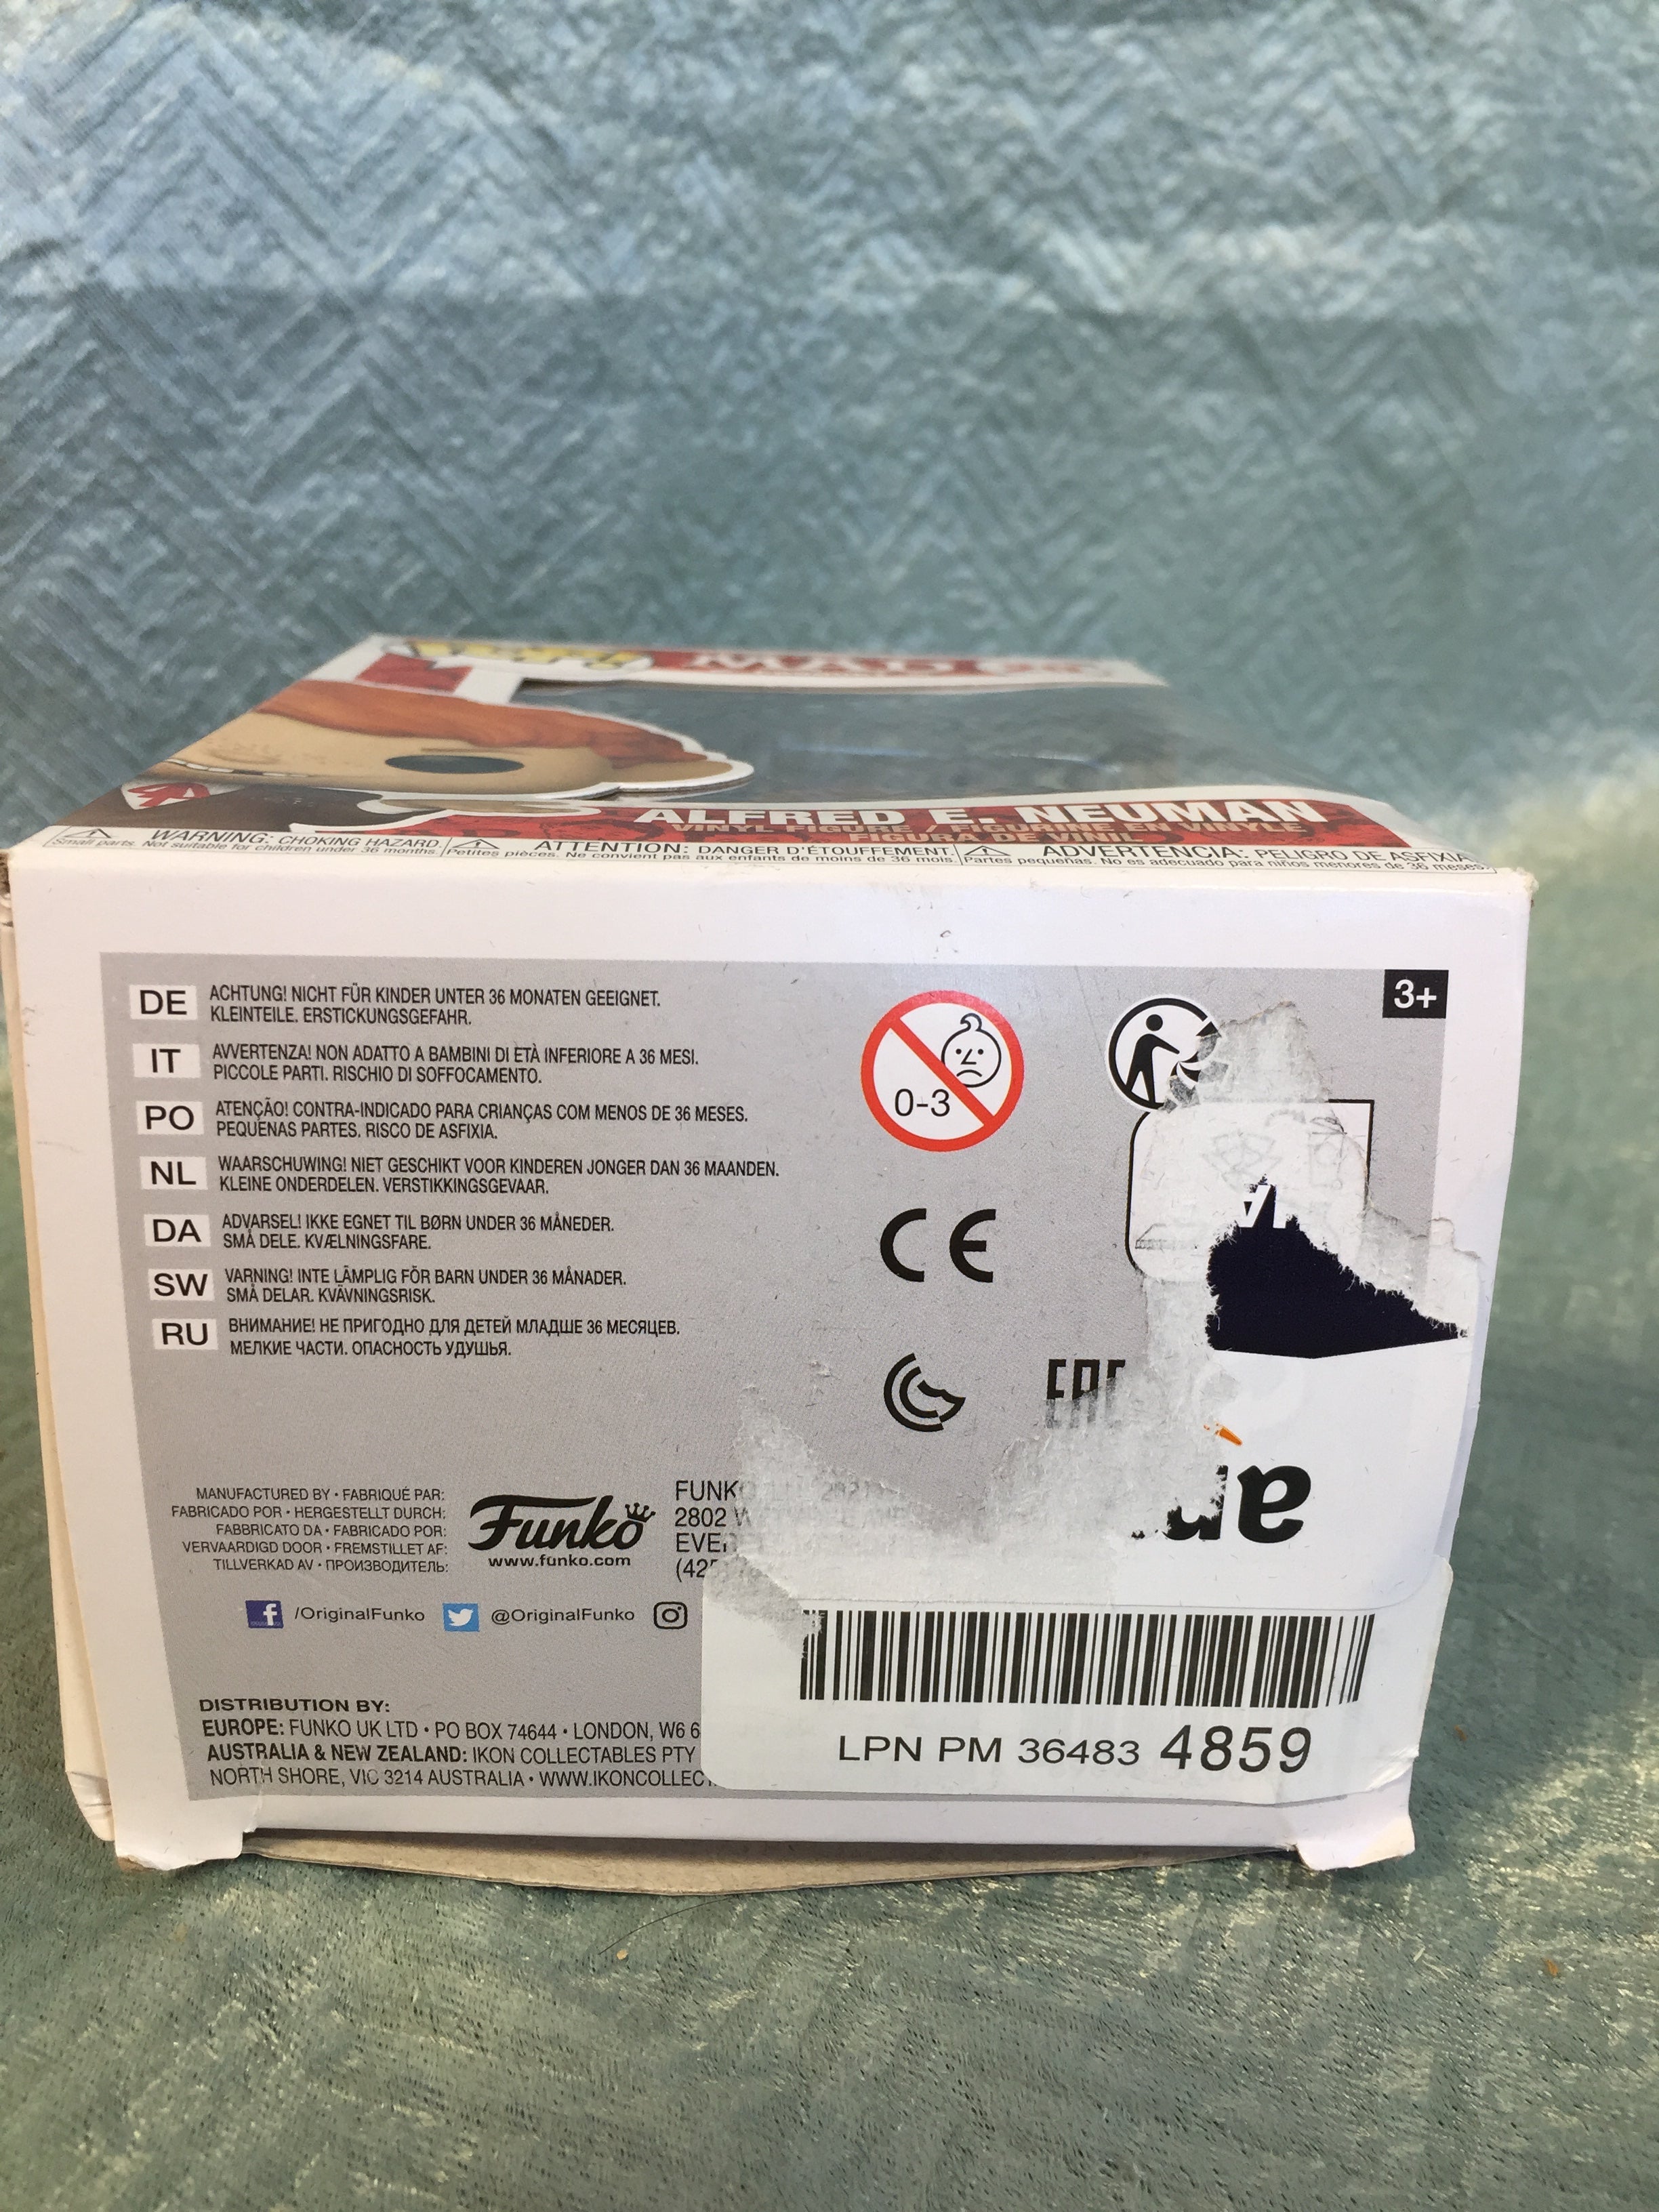 POP!
MAD
ALFRED E. NEUMAN
VINYL FIGURE / FIGURINE EN VINYLE
FIGURA DE VINIL
WARNING: CHOKING HAZARD.
Small parts. Not suitable for children under 36 months.
ATTENTION: DANGER D'ÉTOUFFEMENT.
Petites pièces. Ne convient pas aux enfants de moins de 36 mois.
ADVERTENCIA: PELIGRO DE ASFIXIA.
Partes pequeñas. No es adecuado para niños menores de 36 meses.
3+
DE ACHTUNG! NICHT FÜR KINDER UNTER 36 MONATEN GEEIGNET.
KLEINTEILE. ERSTICKUNGSGEFAHR.
IT AVVERTENZA! NON ADATTO A BAMBINI DI ETÀ INFERIORE A 36 MESI.
PICCOLE PARTI. RISCHIO DI SOFFOCAMENTO.
PO ATENÇÃO! CONTRA-INDICADO PARA CRIANÇAS COM MENOS DE 36 MESES.
PEQUENAS PARTES. RISCO DE ASFIXIA.
NL WAARSCHUWING! NIET GESCHIKT VOOR KINDEREN JONGER DAN 36 MAANDEN.
KLEINE ONDERDELEN. VERSTIKKINGSGEVAAR.
DA ADVARSEL! IKKE EGNET TIL BØRN UNDER 36 MÅNEDER.
SMÅ DELE. KVÆLNINGSFARE.
SW VARNING! INTE LÄMPLIG FÖR BARN UNDER 36 MÅNADER.
SMÅ DELAR. KVÄVNINGSRISK.
RU ВНИМАНИЕ! НЕ ПРИГОДНО ДЛЯ ДЕТЕЙ МЛАДШЕ 36 МЕСЯЦЕВ.
МЕЛКИЕ ЧАСТИ. ОПАСНОСТЬ УДУШЬЯ.
0-3
CE
EAC
MANUFACTURED BY • FABRIQUÉ PAR:
FABRICADO POR • HERGESTELLT DURCH:
FABBRICATO DA • FABRICADO POR:
VERVAARDIGD DOOR • FREMSTILLET AF:
TILLVERKAD AV • ПРОИЗВОДИТЕЛЬ:
Funko
www.funko.com
FUNKO
2802 W
EVER
(425
/OriginalFunko @OriginalFunko
DISTRIBUTION BY:
EUROPE: FUNKO UK LTD • PO BOX 74644 • LONDON, W6 6
AUSTRALIA & NEW ZEALAND: IKON COLLECTABLES PTY
NORTH SHORE, VIC 3214 AUSTRALIA • WWW.IKONCOLLEC
LPN PM 36483 4859